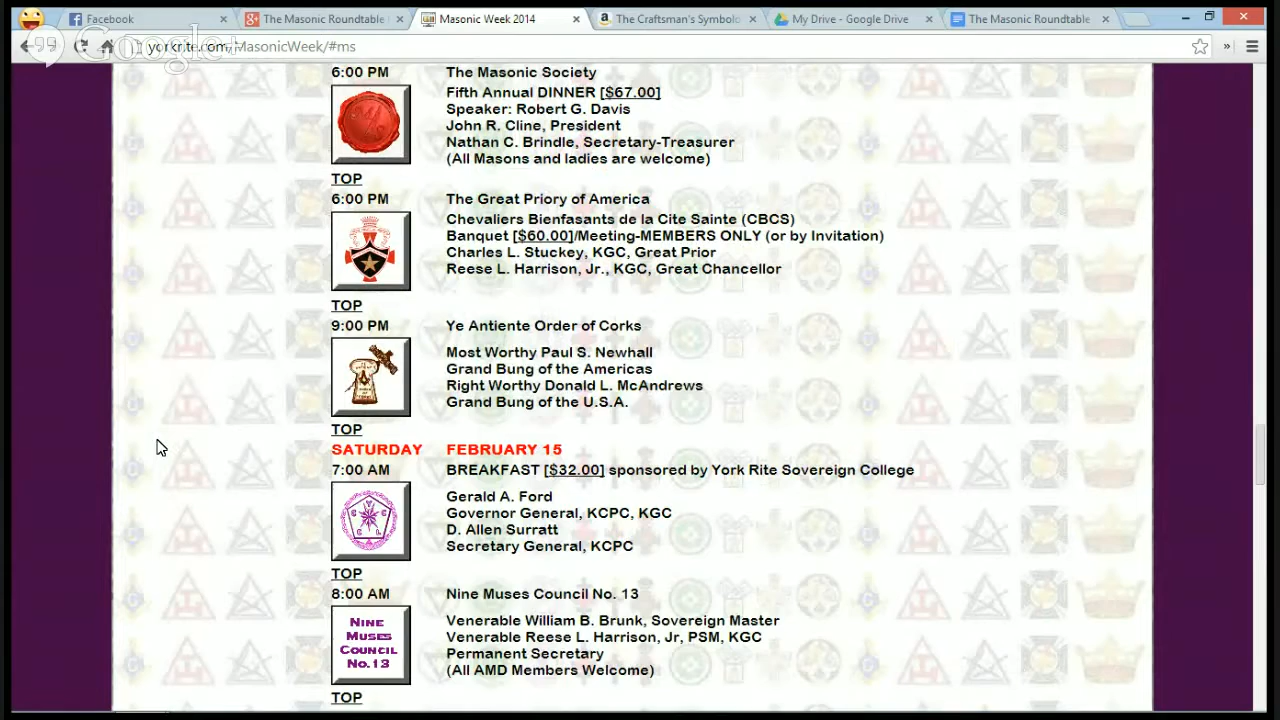 Facebook
The Masonic Roundtable
Masonic Week 2014
The Craftsman's Symbols
My Drive - Google Drive
The Masonic Roundtable
Google+
yorkrite.com/MasonicWeek/#ms
6:00 PM The Masonic Society
Fifth Annual DINNER [$67.00]
Speaker: Robert G. Davis
John R. Cline, President
Nathan C. Brindle, Secretary-Treasurer
(All Masons and ladies are welcome)
TOP
6:00 PM The Great Priory of America
Chevaliers Bienfasants de la Cite Sainte (CBCS)
Banquet [$60.00]/Meeting-MEMBERS ONLY (or by Invitation)
Charles L. Stuckey, KGC, Great Prior
Reese L. Harrison, Jr., KGC, Great Chancellor
TOP
9:00 PM Ye Antiente Order of Corks
Most Worthy Paul S. Newhall
Grand Bung of the Americas
Right Worthy Donald L. McAndrews
Grand Bung of the U.S.A.
TOP
SATURDAY FEBRUARY 15
7:00 AM BREAKFAST [$32.00] sponsored by York Rite Sovereign College
Gerald A. Ford
Governor General, KCPC, KGC
D. Allen Surratt
Secretary General, KCPC
TOP
8:00 AM Nine Muses Council No. 13
NINE
MUSES
COUNCIL
No.13
Venerable William B. Brunk, Sovereign Master
Venerable Reese L. Harrison, Jr, PSM, KGC
Permanent Secretary
(All AMD Members Welcome)
TOP